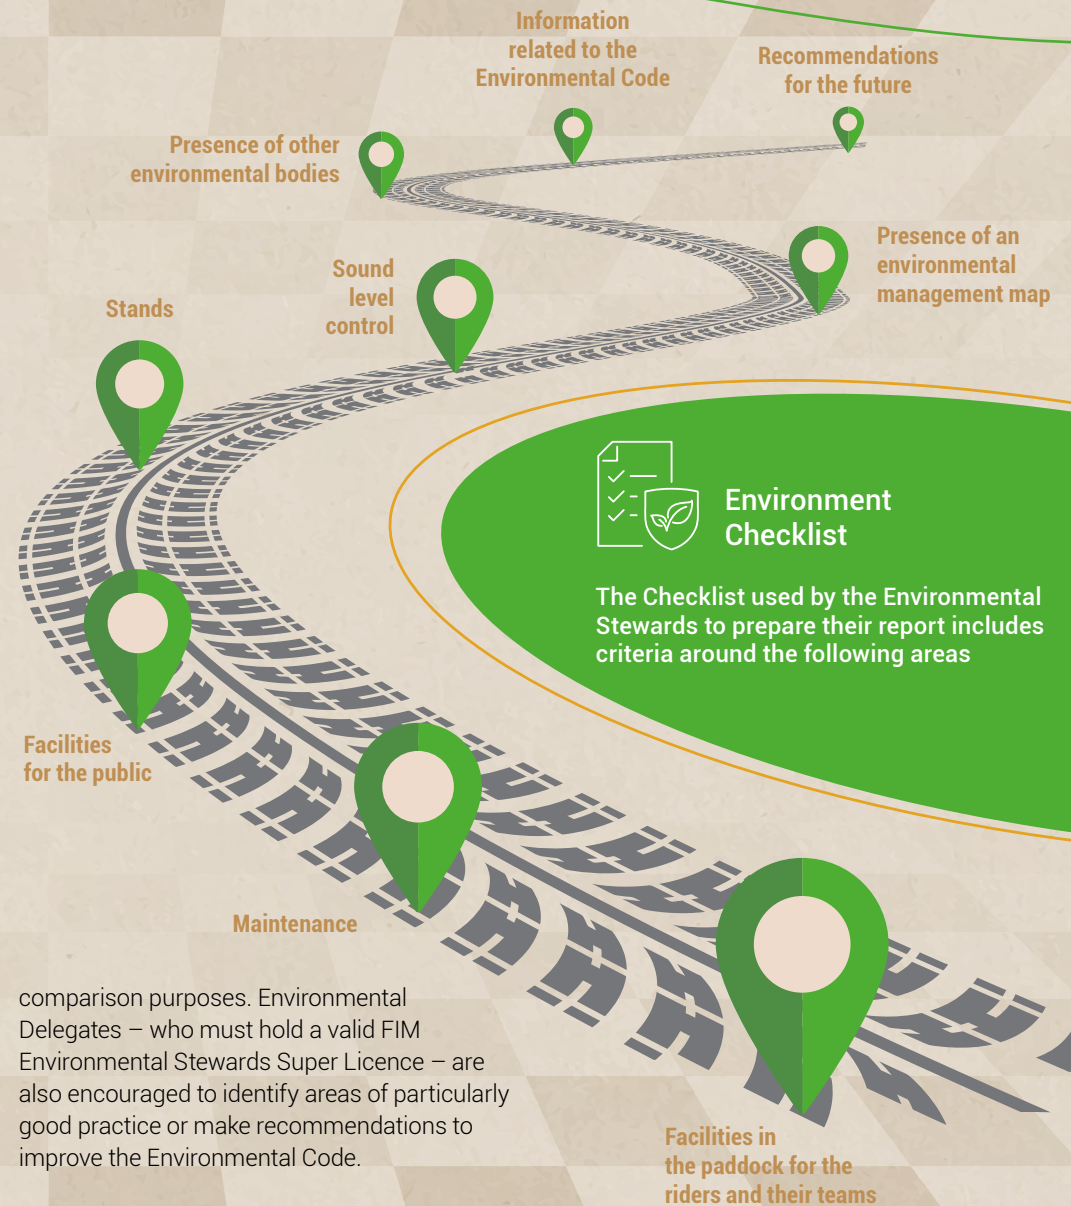 Information
related to the
Environmental Code
Recommendations
for the future
Presence of other
environmental bodies
Presence of an
environmental
management map
Sound
level
control
Stands
Environment
Checklist
The Checklist used by the Environmental
Stewards to prepare their report includes
criteria around the following areas
Facilities
for the public
Maintenance
comparison purposes. Environmental
Delegates – who must hold a valid FIM
Environmental Stewards Super Licence – are
also encouraged to identify areas of particularly
good practice or make recommendations to
improve the Environmental Code.
Facilities in
the paddock for the
riders and their teams